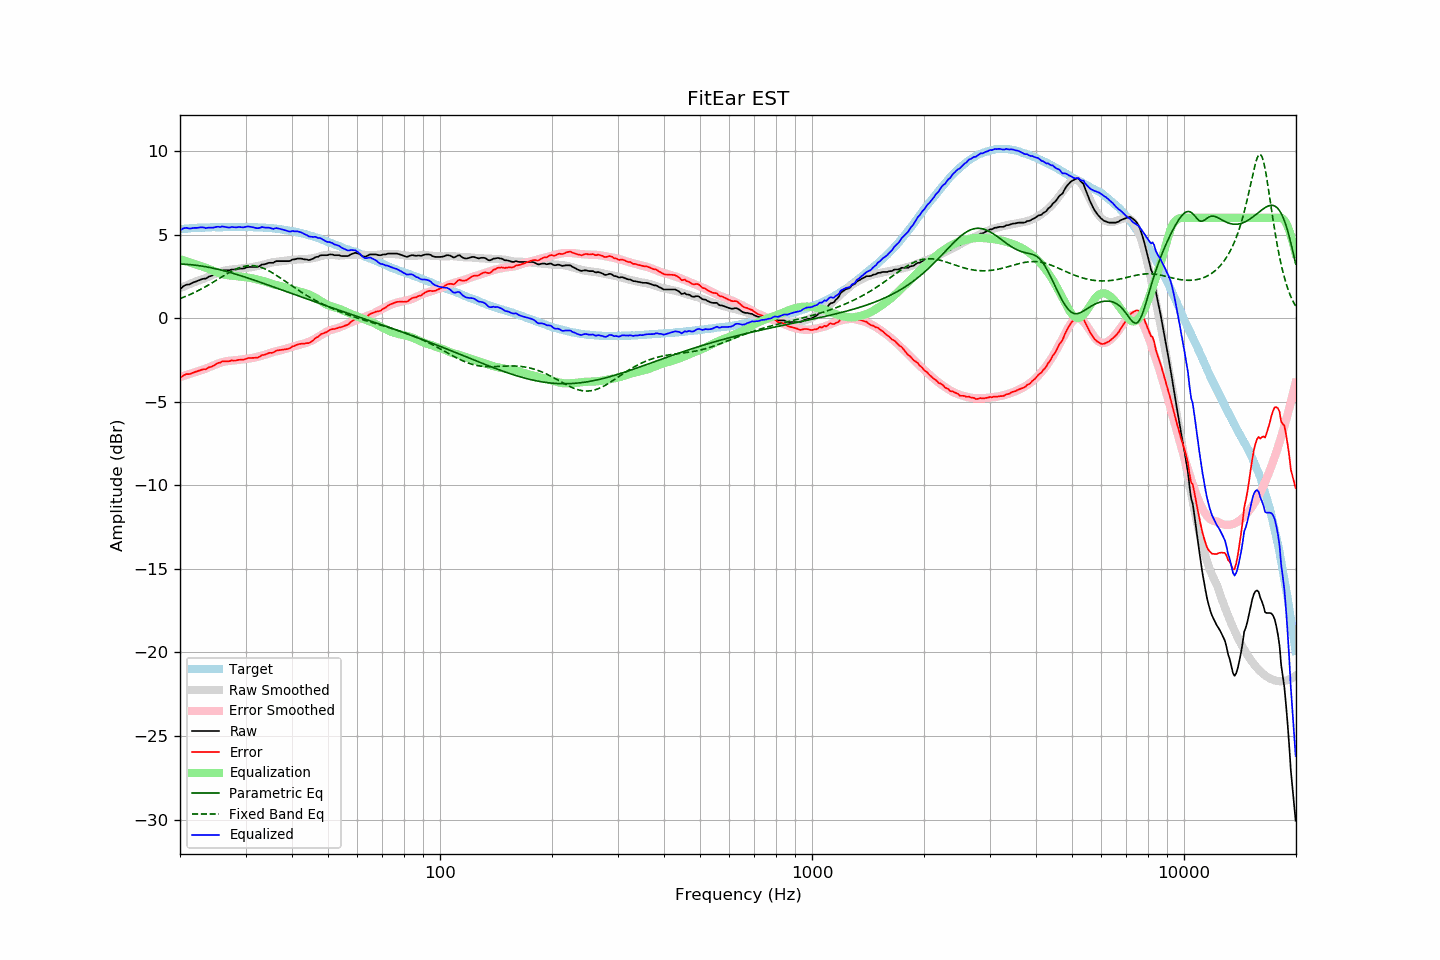 FitEar EST
Amplitude (dBr)
10
5
0
−5
−10
−15
−20
−25
−30
Target
Raw Smoothed
Error Smoothed
Raw
Error
Equalization
Parametric Eq
Fixed Band Eq
Equalized
100
1000
10000
Frequency (Hz)